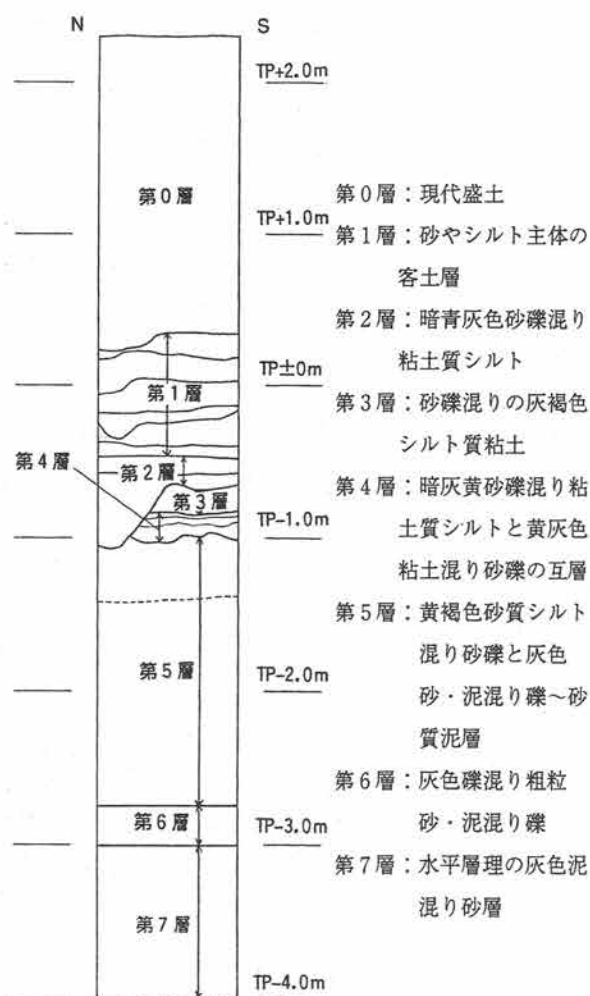 N
S
TP+2.0m
第0層
TP+1.0m
TP±0m
第1層
第4層
第2層
第3層
TP-1.0m
第5層
TP-2.0m
第6層
TP-3.0m
第7層
TP-4.0m
第0層：現代盛土
第1層：砂やシルト主体の
客土層
第2層：暗青灰色砂礫混り
粘土質シルト
第3層：砂礫混りの灰褐色
シルト質粘土
第4層：暗灰黄砂礫混り粘
土質シルトと黄灰色
粘土混り砂礫の互層
第5層：黄褐色砂質シルト
混り砂礫と灰色
砂・泥混り礫～砂
質泥層
第6層：灰色礫混り粗粒
砂・泥混り礫
第7層：水平層理の灰色泥
混り砂層